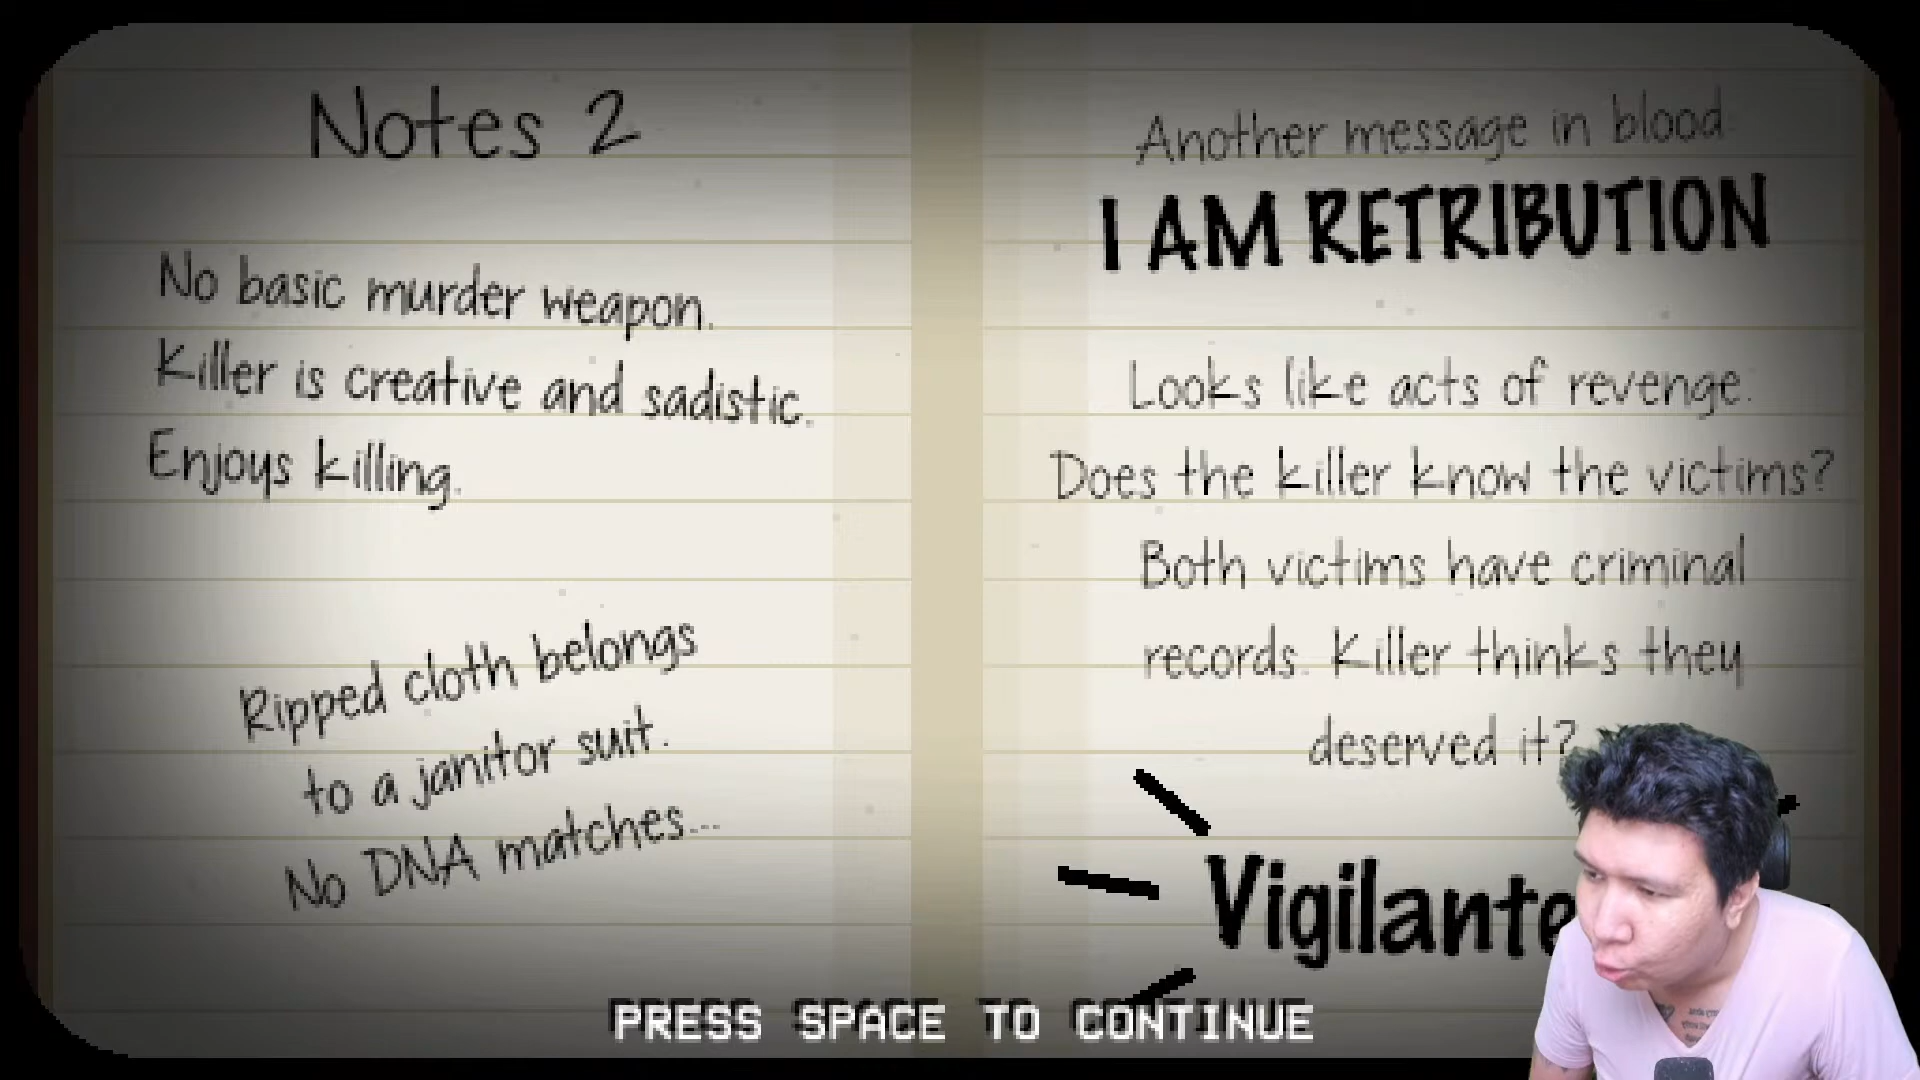 Notes 2
No basic murder weapon.
Killer is creative and sadistic.
Enjoys killing.
Ripped cloth belongs
to a janitor suit.
No DNA matches...
Another message in blood:
I AM RETRIBUTION
Looks like acts of revenge.
Does the killer know the victims?
Both victims have criminal
records. Killer thinks they
deserved it?
Vigilante
PRESS SPACE TO CONTINUE